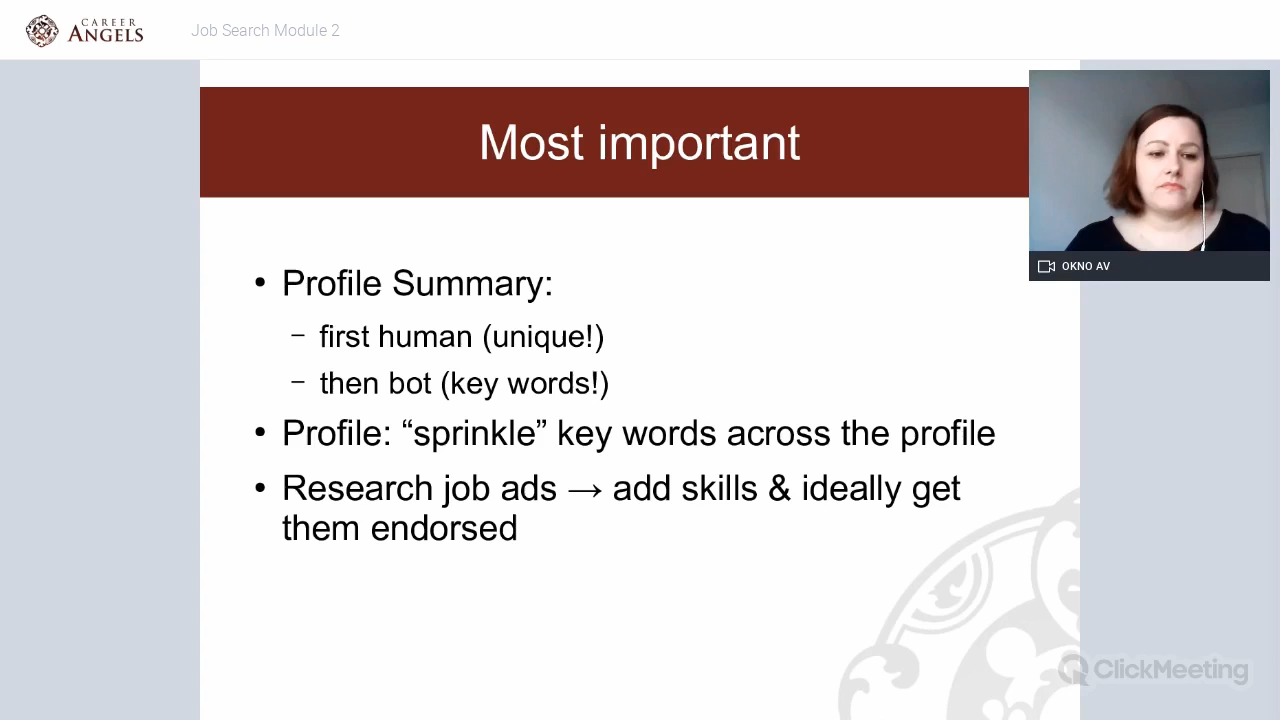 CAREER
ANGELS
Job Search Module 2
Most important
OKNO AV
• Profile Summary:
– first human (unique!)
– then bot (key words!)
• Profile: “sprinkle” key words across the profile
• Research job ads → add skills & ideally get
them endorsed
ClickMeeting